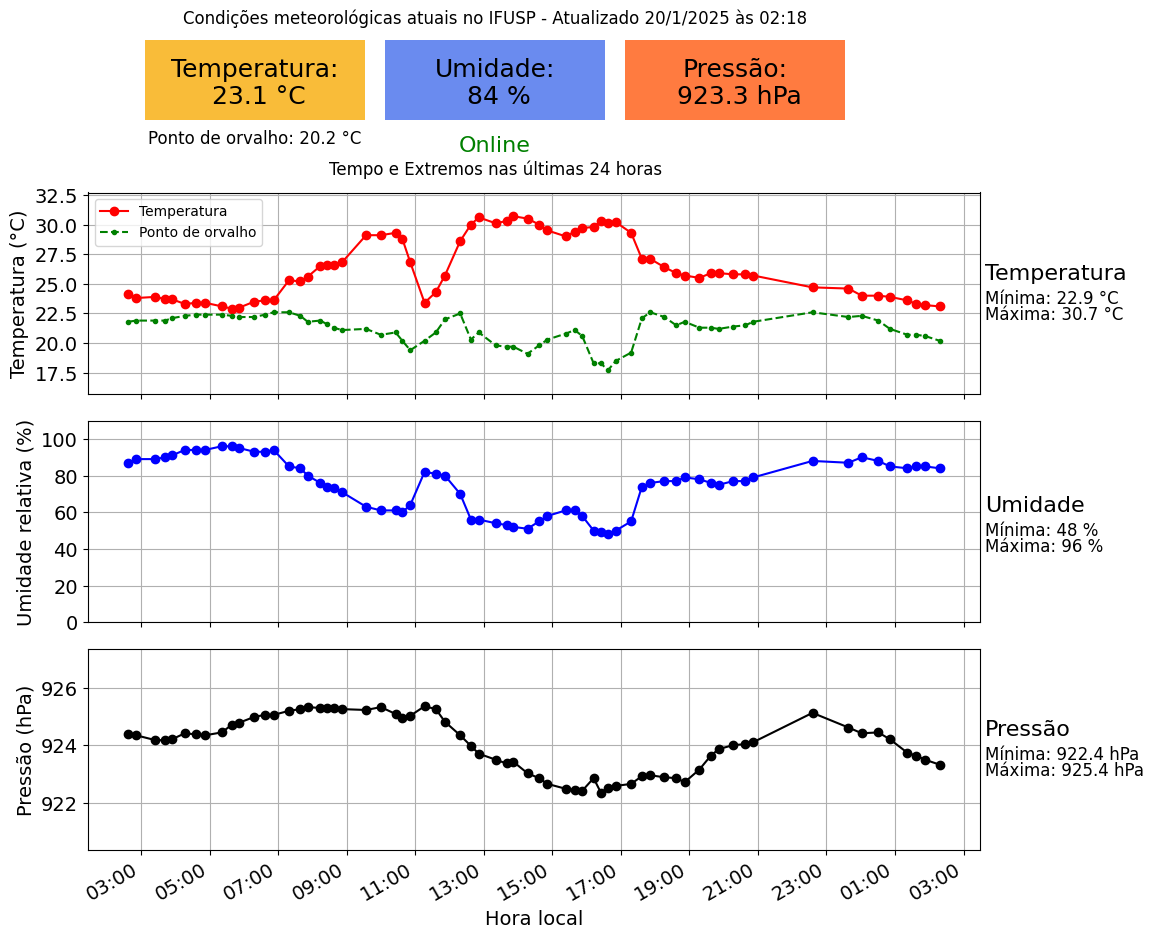 Condições meteorológicas atuais no IFUSP - Atualizado 20/1/2025 às 02:18
Temperatura:
23.1 °C
Umidade:
84 %
Pressão:
923.3 hPa
Ponto de orvalho: 20.2 °C
Online
Tempo e Extremos nas últimas 24 horas
Temperatura (°C)
32.5
30.0
27.5
25.0
22.5
20.0
17.5
Temperatura
Ponto de orvalho
Temperatura
Mínima: 22.9 °C
Máxima: 30.7 °C
Umidade relativa (%)
100
80
60
40
20
0
Umidade
Mínima: 48 %
Máxima: 96 %
Pressão (hPa)
926
924
922
Pressão
Mínima: 922.4 hPa
Máxima: 925.4 hPa
03:00 05:00 07:00 09:00 11:00 13:00 15:00 17:00 19:00 21:00 23:00 01:00 03:00
Hora local